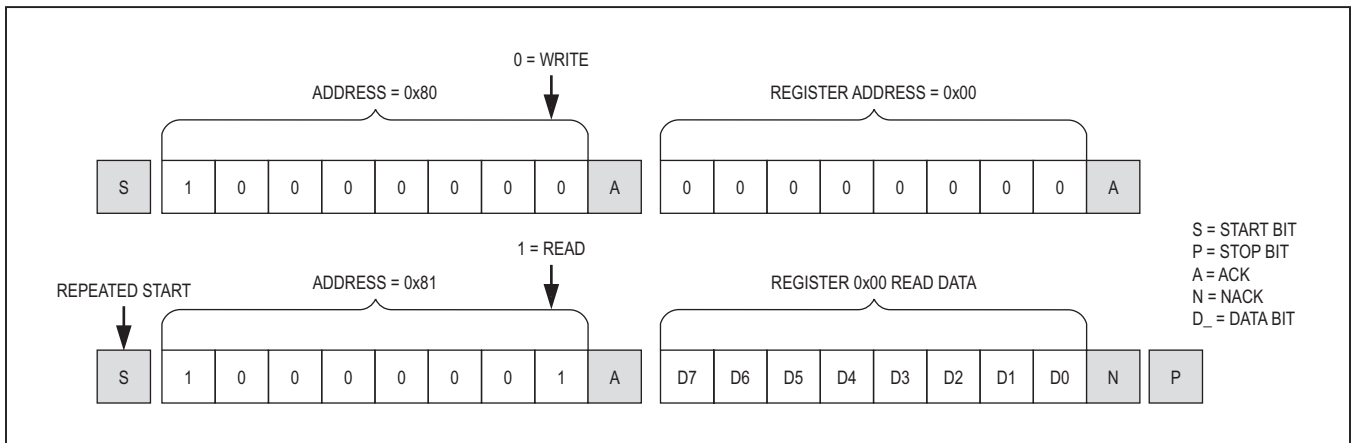 0 = WRITE
ADDRESS = 0x80 REGISTER ADDRESS = 0x00
S 1 0 0 0 0 0 0 0 A 0 0 0 0 0 0 0 0 A
1 = READ
REPEATED START ADDRESS = 0x81 REGISTER 0x00 READ DATA
S 1 0 0 0 0 0 0 1 A D7 D6 D5 D4 D3 D2 D1 D0 N P
S = START BIT
P = STOP BIT
A = ACK
N = NACK
D_ = DATA BIT